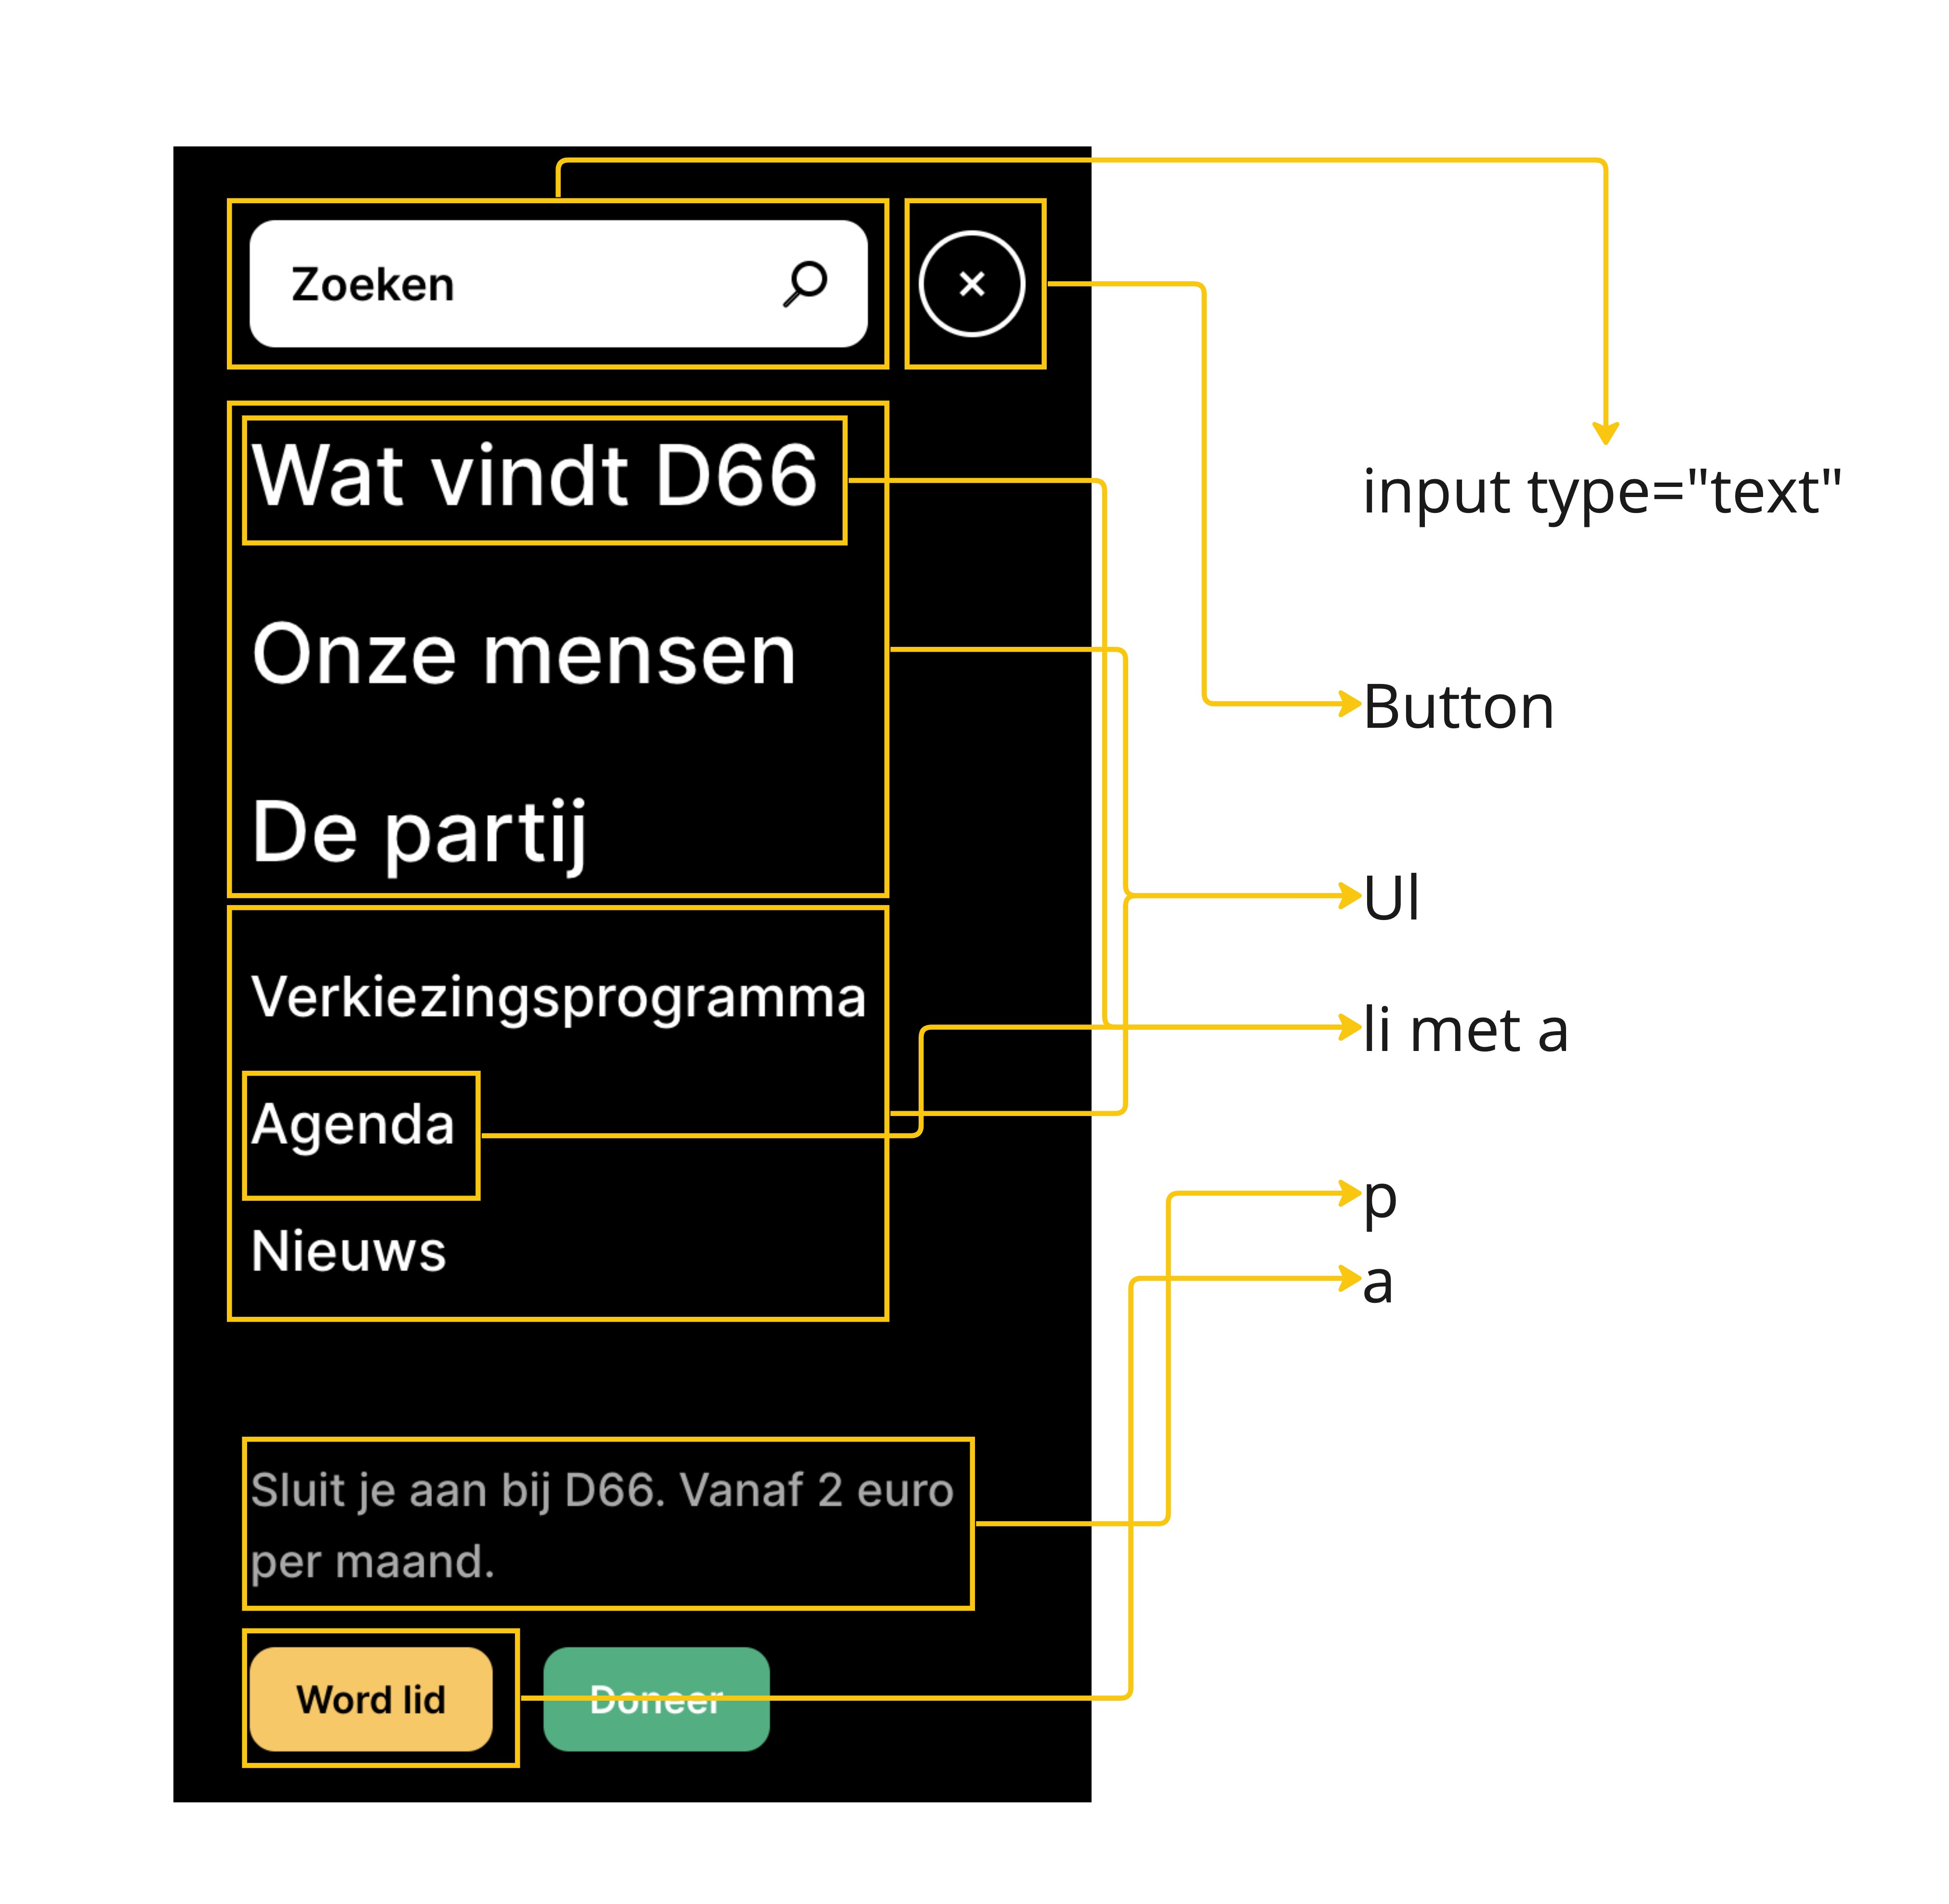 Zoeken
×
Wat vindt D66
Onze mensen
De partij
Verkiezingsprogramma
Agenda
Nieuws
Sluit je aan bij D66. Vanaf 2 euro
per maand.
Word lid
Doneer
input type="text"
Button
Ul
li met a
p
a